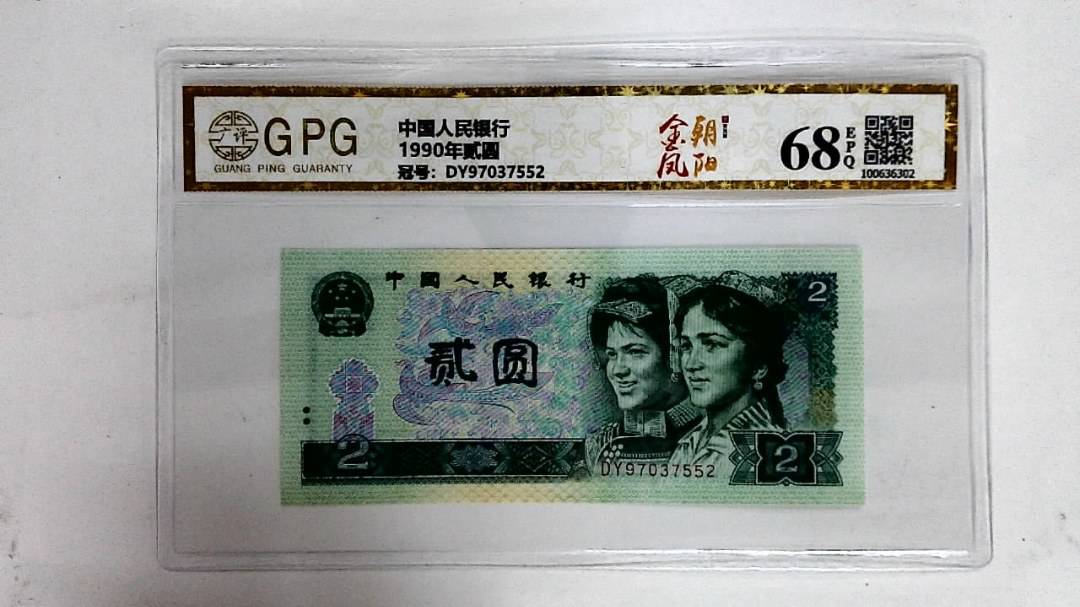 广评
GPG
GUANG PING GUARANTY
中国人民银行
1990年贰圆
冠号：DY97037552
金凤
朝阳
68
EPQ
100636302
中国人民银行
2
贰圆
2
DY97037552
2